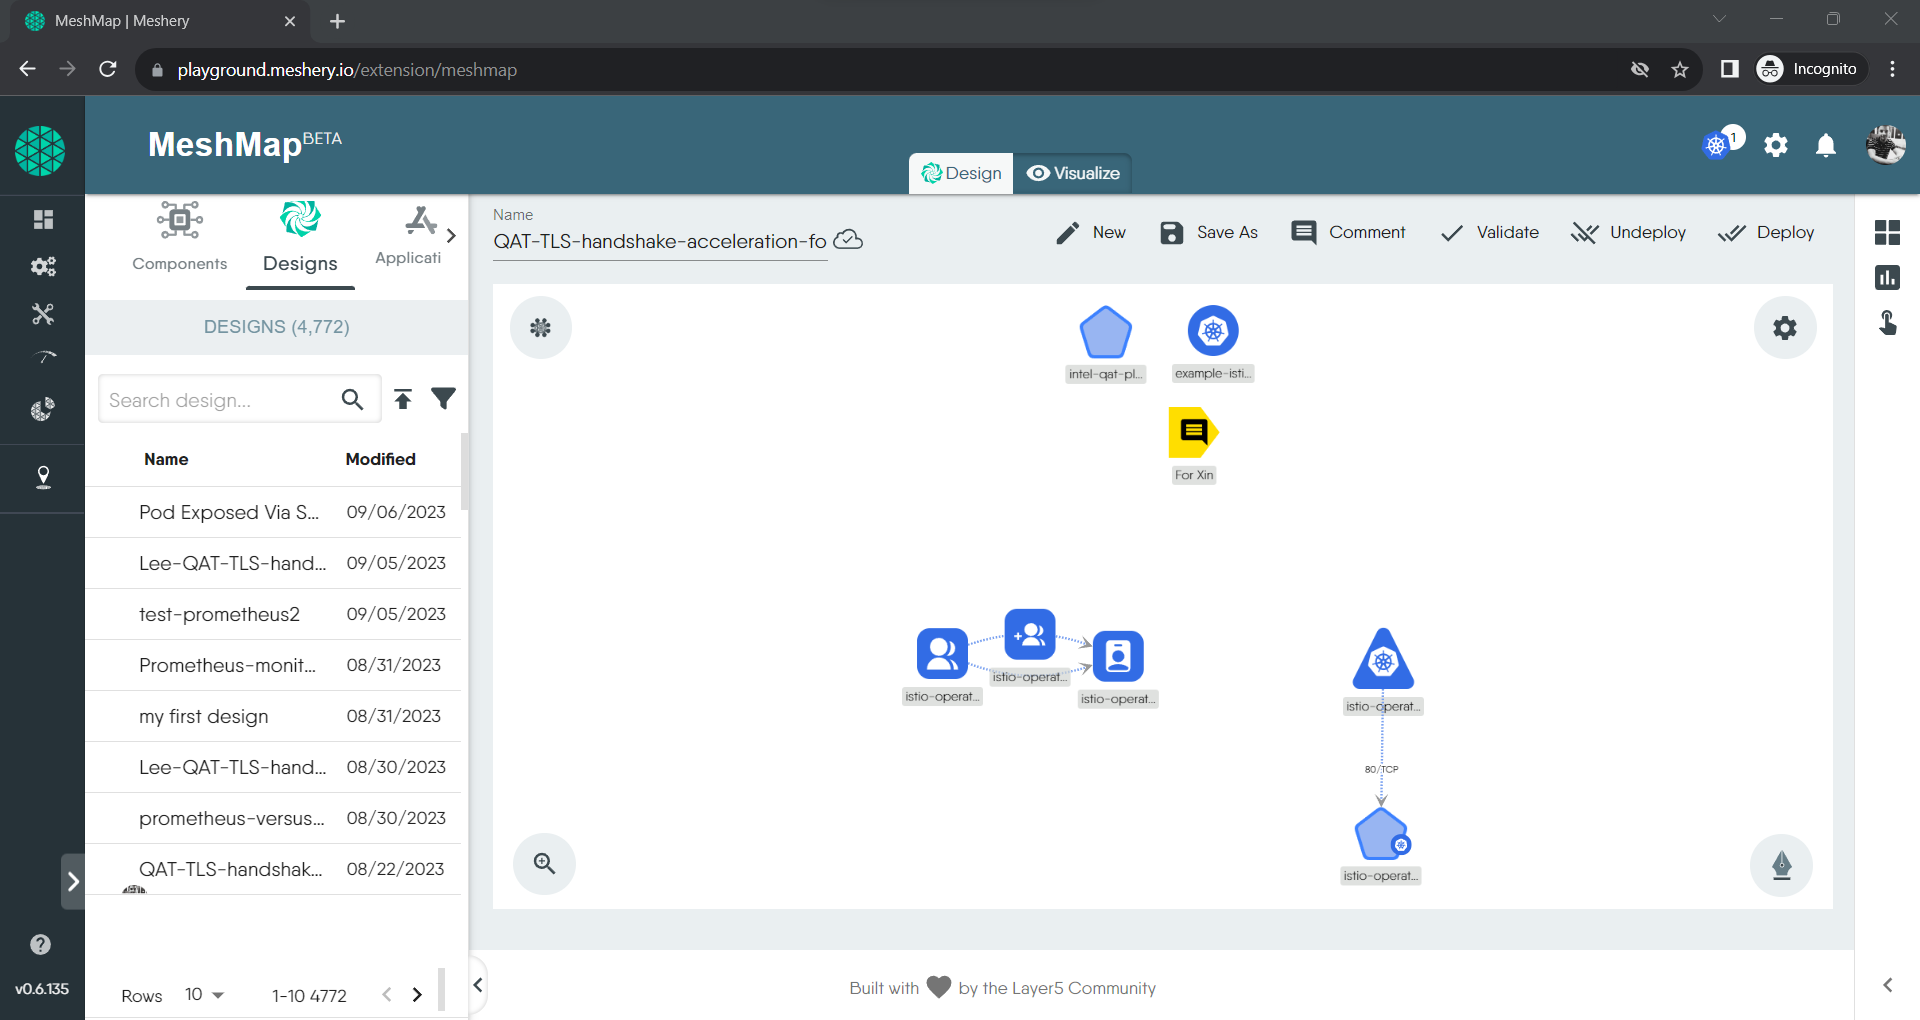 MeshMap | Meshery
playground.meshery.io/extension/meshmap
Incognito
MeshMap BETA
1
Design
Visualize
Components
Designs
Applicati
Name
QAT-TLS-handshake-acceleration-fo
New
Save As
Comment
Validate
Undeploy
Deploy
DESIGNS (4,772)
Search design...
Name Modified
Pod Exposed Via S... 09/06/2023
Lee-QAT-TLS-hand... 09/05/2023
test-prometheus2 09/05/2023
Prometheus-monit... 08/31/2023
my first design 08/31/2023
Lee-QAT-TLS-hand... 08/30/2023
prometheus-versus... 08/30/2023
QAT-TLS-handshak... 08/22/2023
Rows 10 1-10 4772
v0.6.135
intel-qat-pl...
example-isti...
For Xin
istio-operat...
istio-operat...
istio-operat...
istio-operat...
80/TCP
istio-operat...
Built with by the Layer5 Community